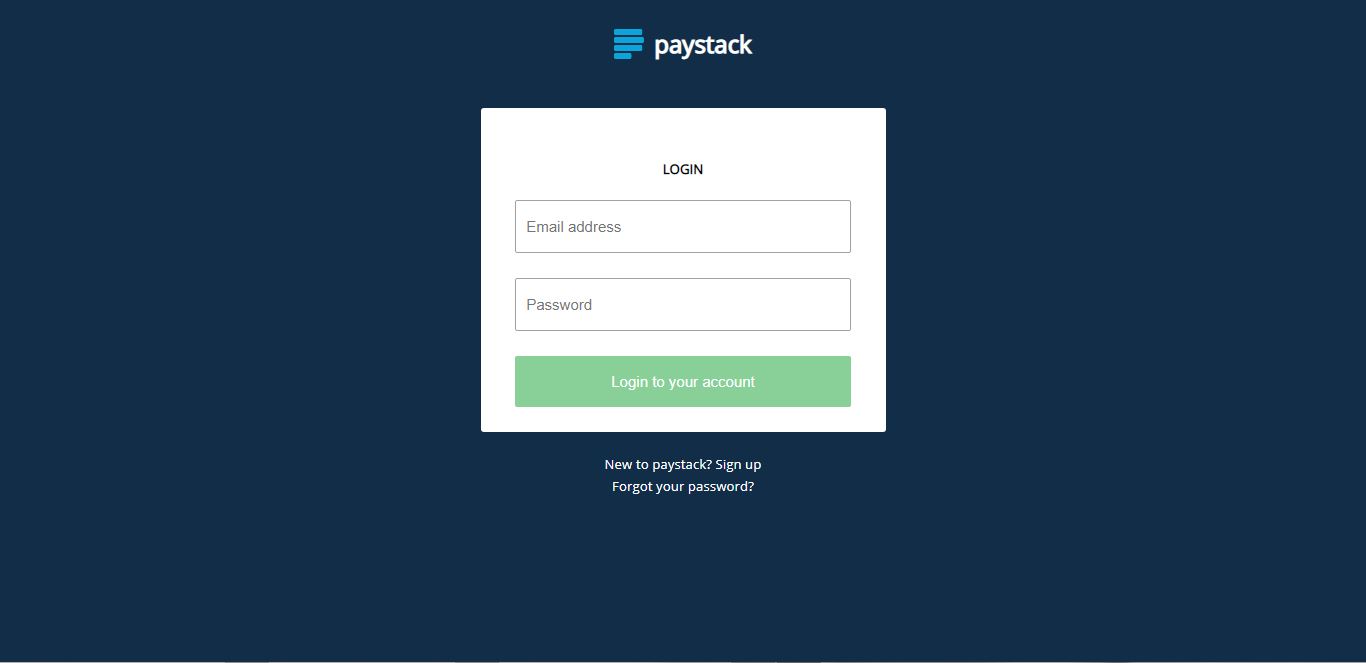 paystack
LOGIN
Email address
Password
Login to your account
New to paystack? Sign up
Forgot your password?